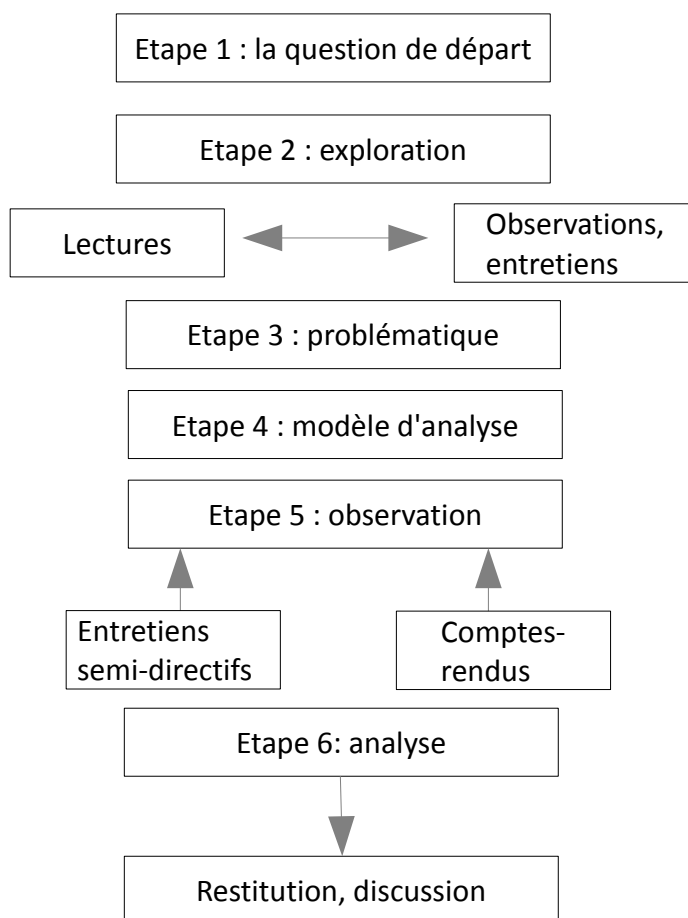 Etape 1 : la question de départ
Etape 2 : exploration
Lectures
Observations,
entretiens
Etape 3 : problématique
Etape 4 : modèle d'analyse
Etape 5 : observation
Entretiens
semi-directifs
Comptes-
rendus
Etape 6: analyse
Restitution, discussion